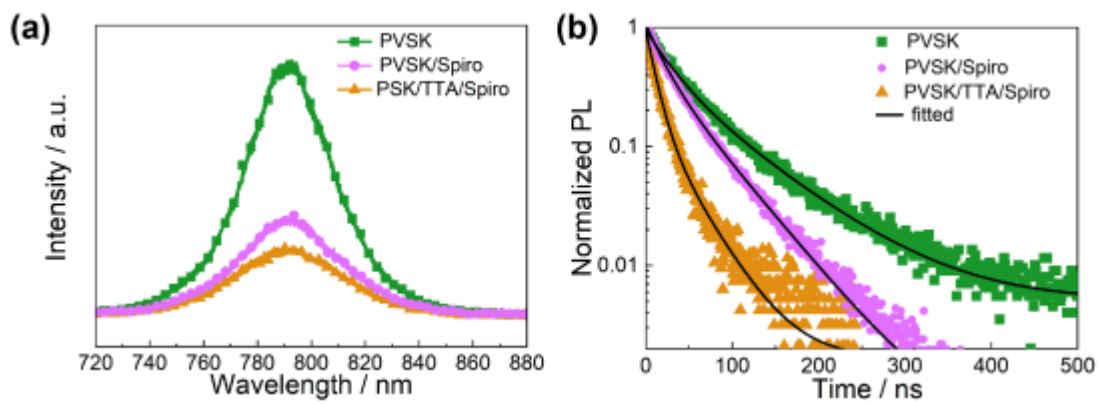 (a)
PVSK
PVSK/Spiro
PSK/TTA/Spiro
Intensity / a.u.
720 740 760 780 800 820 840 860 880
Wavelength / nm
(b)
PVSK
PVSK/Spiro
PVSK/TTA/Spiro
fitted
Normalized PL
1
0.1
0.01
0 100 200 300 400 500
Time / ns